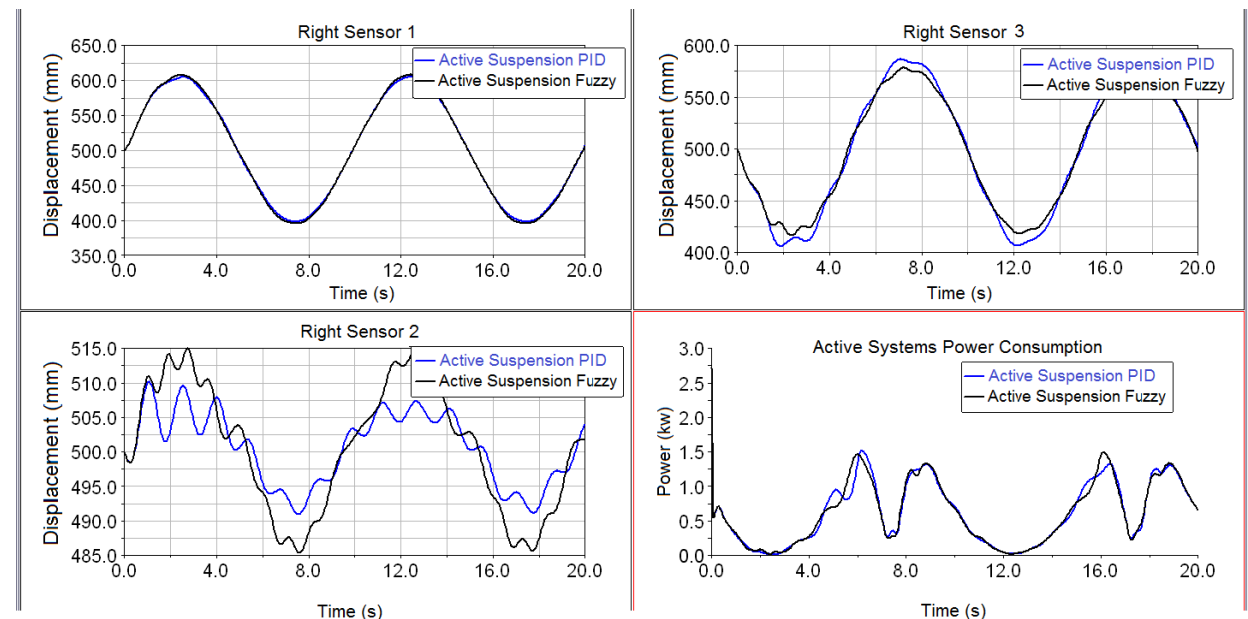 Right Sensor 1
650.0
600.0
550.0
500.0
450.0
400.0
350.0
Displacement (mm)
Active Suspension PID
Active Suspension Fuzzy
0.0 4.0 8.0 12.0 16.0 20.0
Time (s)
Right Sensor 3
600.0
550.0
500.0
450.0
400.0
Displacement (mm)
Active Suspension PID
Active Suspension Fuzzy
0.0 4.0 8.0 12.0 16.0 20.0
Time (s)
Right Sensor 2
515.0
510.0
505.0
500.0
495.0
490.0
485.0
Displacement (mm)
Active Suspension PID
Active Suspension Fuzzy
0.0 4.0 8.0 12.0 16.0 20.0
Time (s)
Active Systems Power Consumption
3.0
2.5
2.0
1.5
1.0
0.5
0.0
Power (kw)
Active Suspension PID
Active Suspension Fuzzy
0.0 4.0 8.0 12.0 16.0 20.0
Time (s)